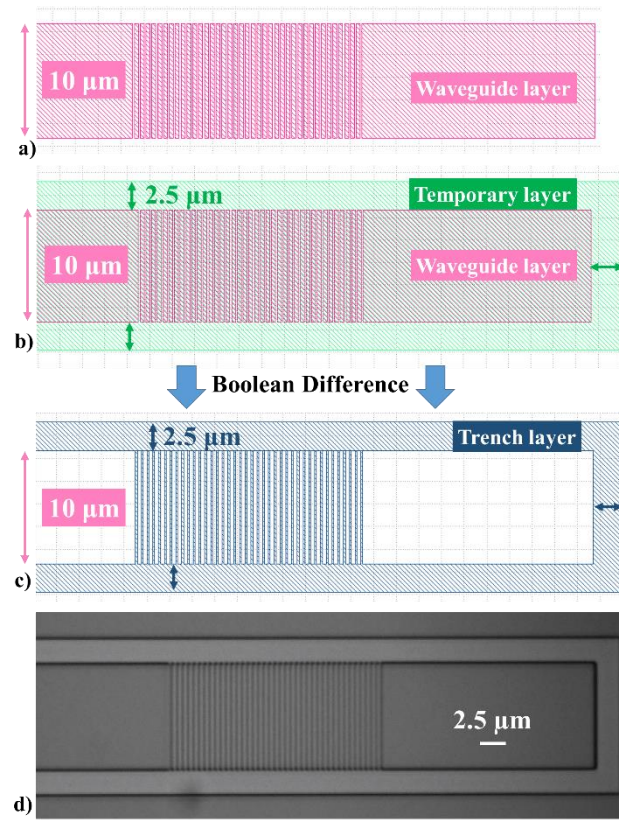 10 μm
Waveguide layer
a)
2.5 μm
Temporary layer
10 μm
Waveguide layer
b)
Boolean Difference
2.5 μm
Trench layer
10 μm
c)
2.5 μm
d)